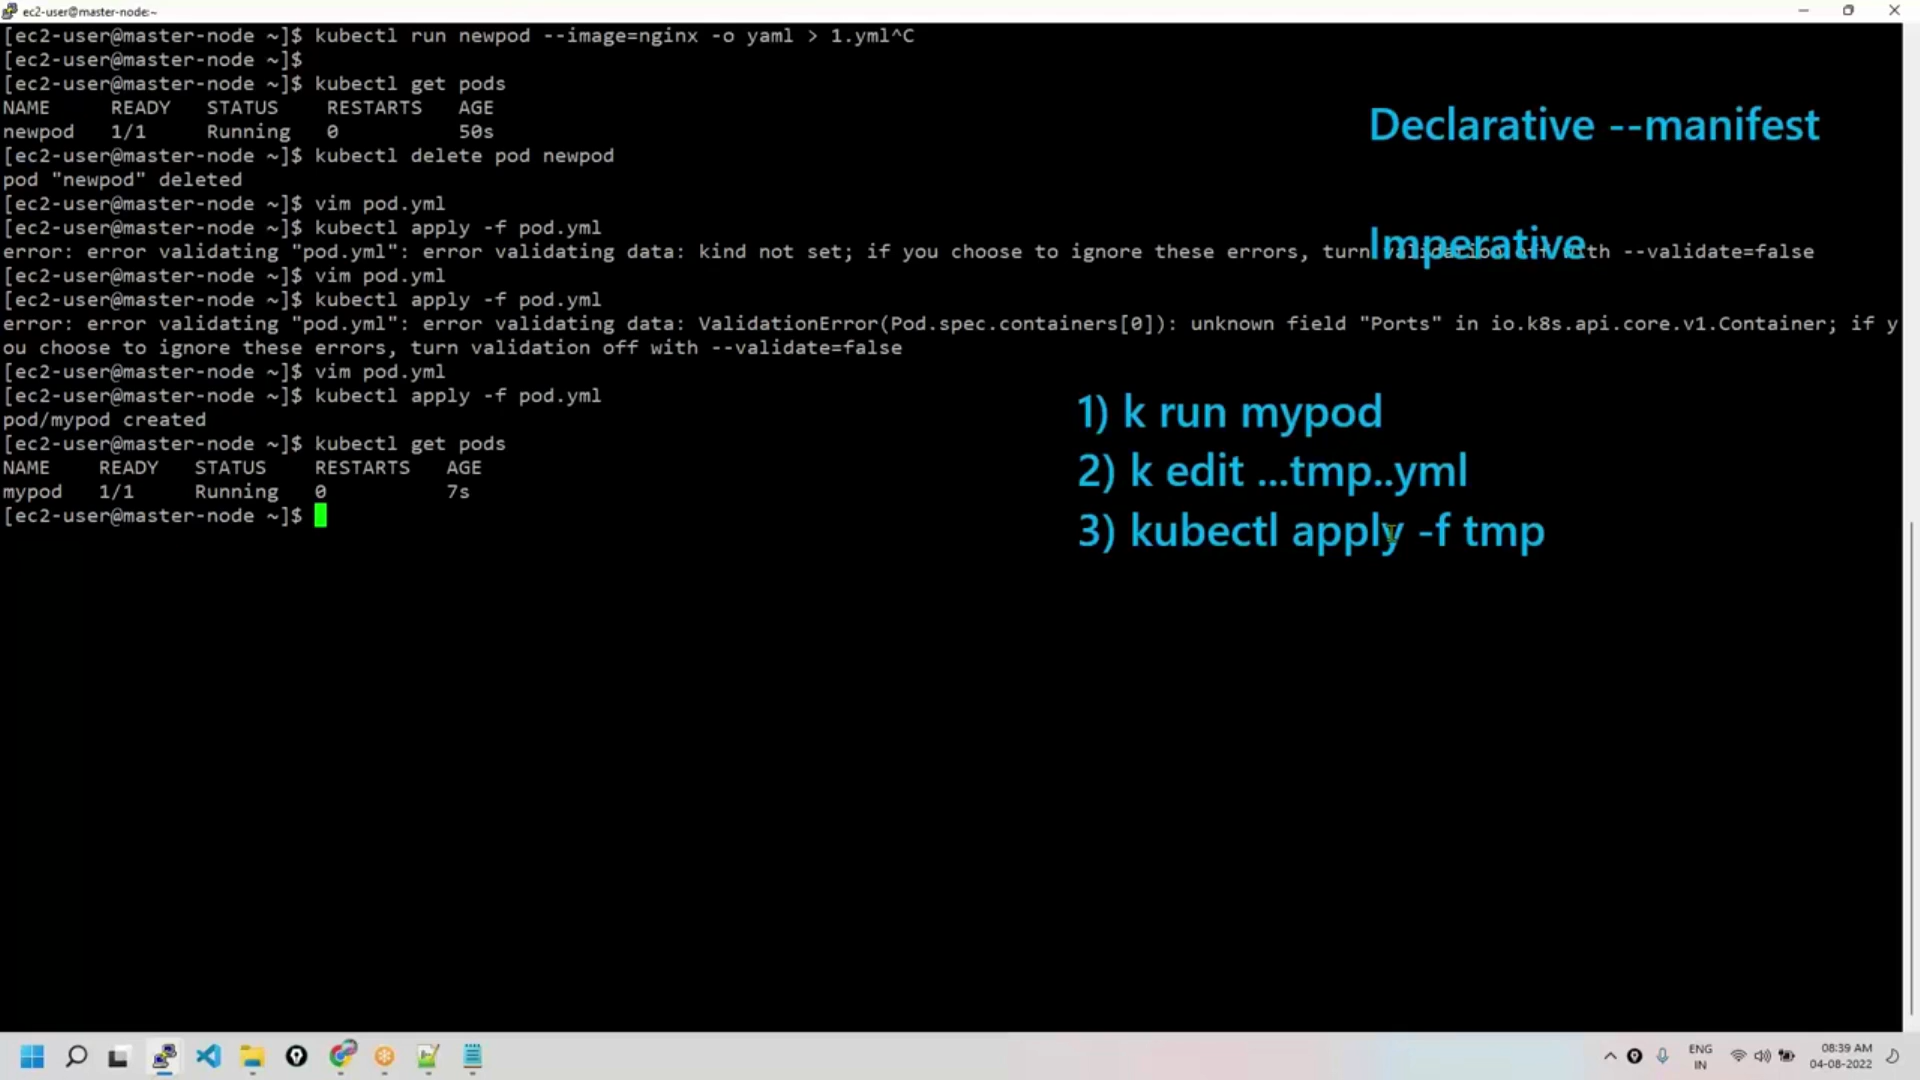 ec2-user@master-node:~
[ec2-user@master-node ~]$ kubectl run newpod --image=nginx -o yaml > 1.yml^C
[ec2-user@master-node ~]$
[ec2-user@master-node ~]$ kubectl get pods
NAME READY STATUS RESTARTS AGE
newpod 1/1 Running 0 50s
[ec2-user@master-node ~]$ kubectl delete pod newpod
pod "newpod" deleted
[ec2-user@master-node ~]$ vim pod.yml
[ec2-user@master-node ~]$ kubectl apply -f pod.yml
error: error validating "pod.yml": error validating data: kind not set; if you choose to ignore these errors, turn validation off with --validate=false
[ec2-user@master-node ~]$ vim pod.yml
[ec2-user@master-node ~]$ kubectl apply -f pod.yml
error: error validating "pod.yml": error validating data: ValidationError(Pod.spec.containers[0]): unknown field "Ports" in io.k8s.api.core.v1.Container; if y
ou choose to ignore these errors, turn validation off with --validate=false
[ec2-user@master-node ~]$ vim pod.yml
[ec2-user@master-node ~]$ kubectl apply -f pod.yml
pod/mypod created
[ec2-user@master-node ~]$ kubectl get pods
NAME READY STATUS RESTARTS AGE
mypod 1/1 Running 0 7s
[ec2-user@master-node ~]$
Declarative --manifest
Imperative
1) k run mypod
2) k edit ...tmp..yml
3) kubectl apply -f tmp
ENG
IN
08:39 AM
04-08-2022